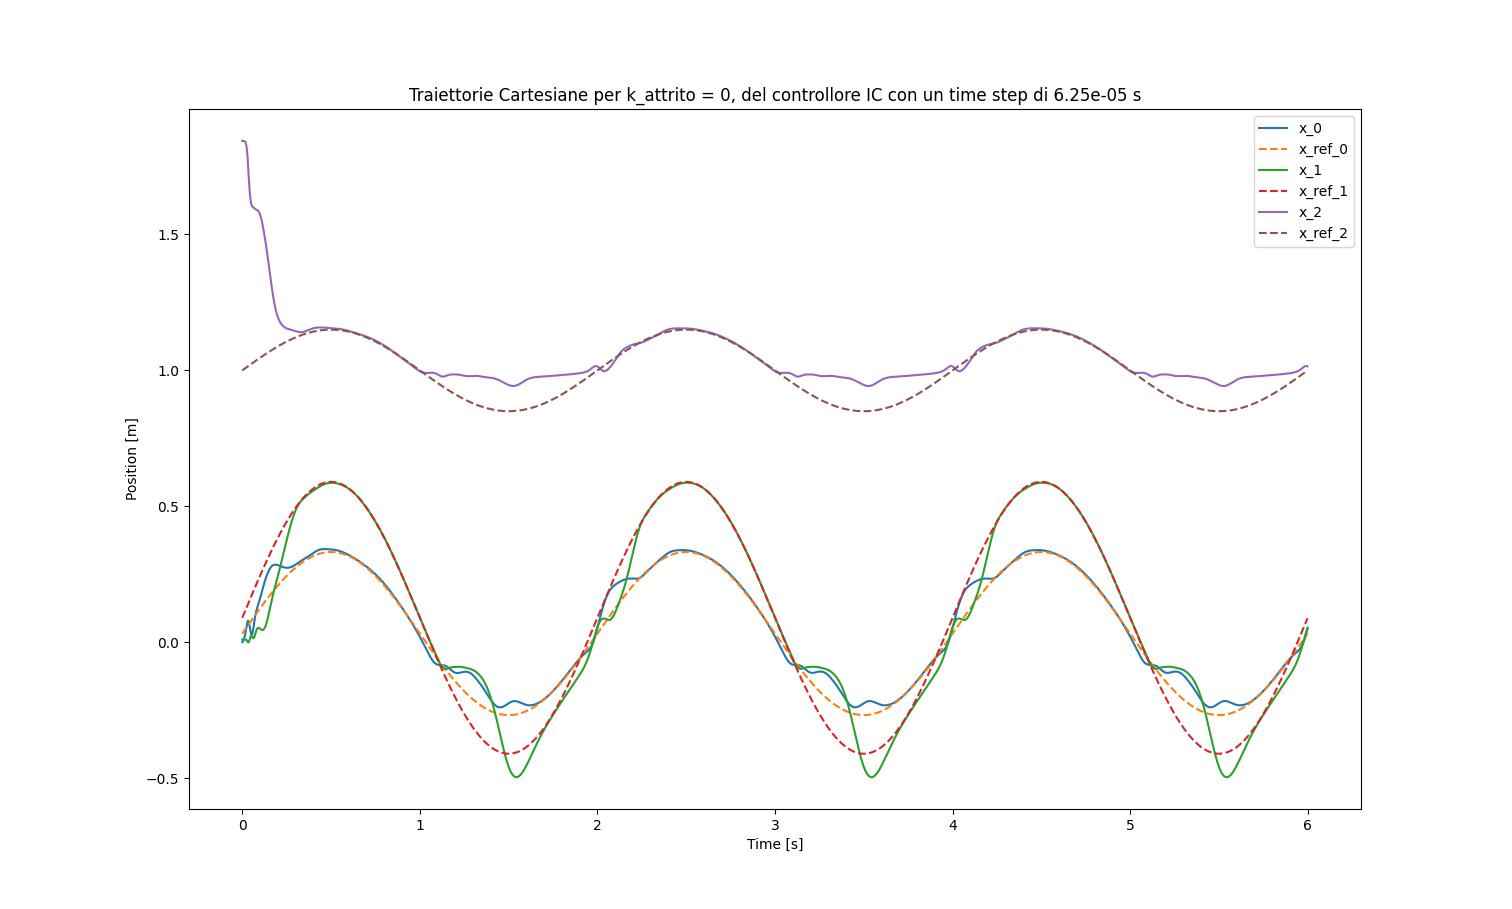 Traiettorie Cartesiane per k_attrito = 0, del controllore IC con un time step di 6.25e-05 s
x_0
x_ref_0
x_1
x_ref_1
x_2
x_ref_2
1.5
1.0
0.5
0.0
−0.5
Position [m]
0 1 2 3 4 5 6
Time [s]